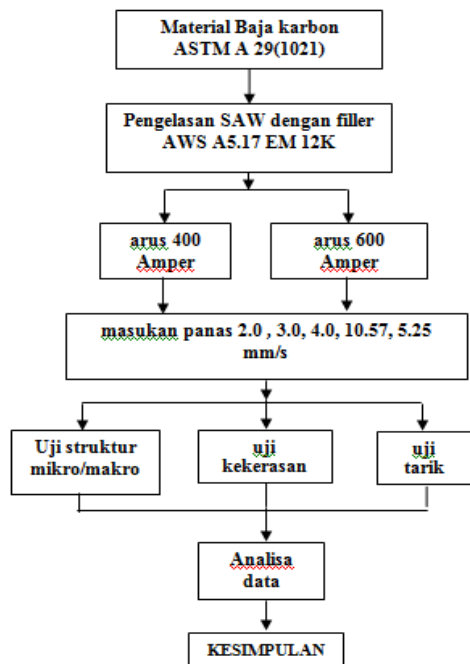 Material Baja karbon
ASTM A 29(1021)
Pengelasan SAW dengan filler
AWS A5.17 EM 12K
arus 400
Amper
arus 600
Amper
masukan panas 2.0 , 3.0, 4.0, 10.57, 5.25
mm/s
Uji struktur
mikro/makro
uji
kekerasan
uji
tarik
Analisa
data
KESIMPULAN